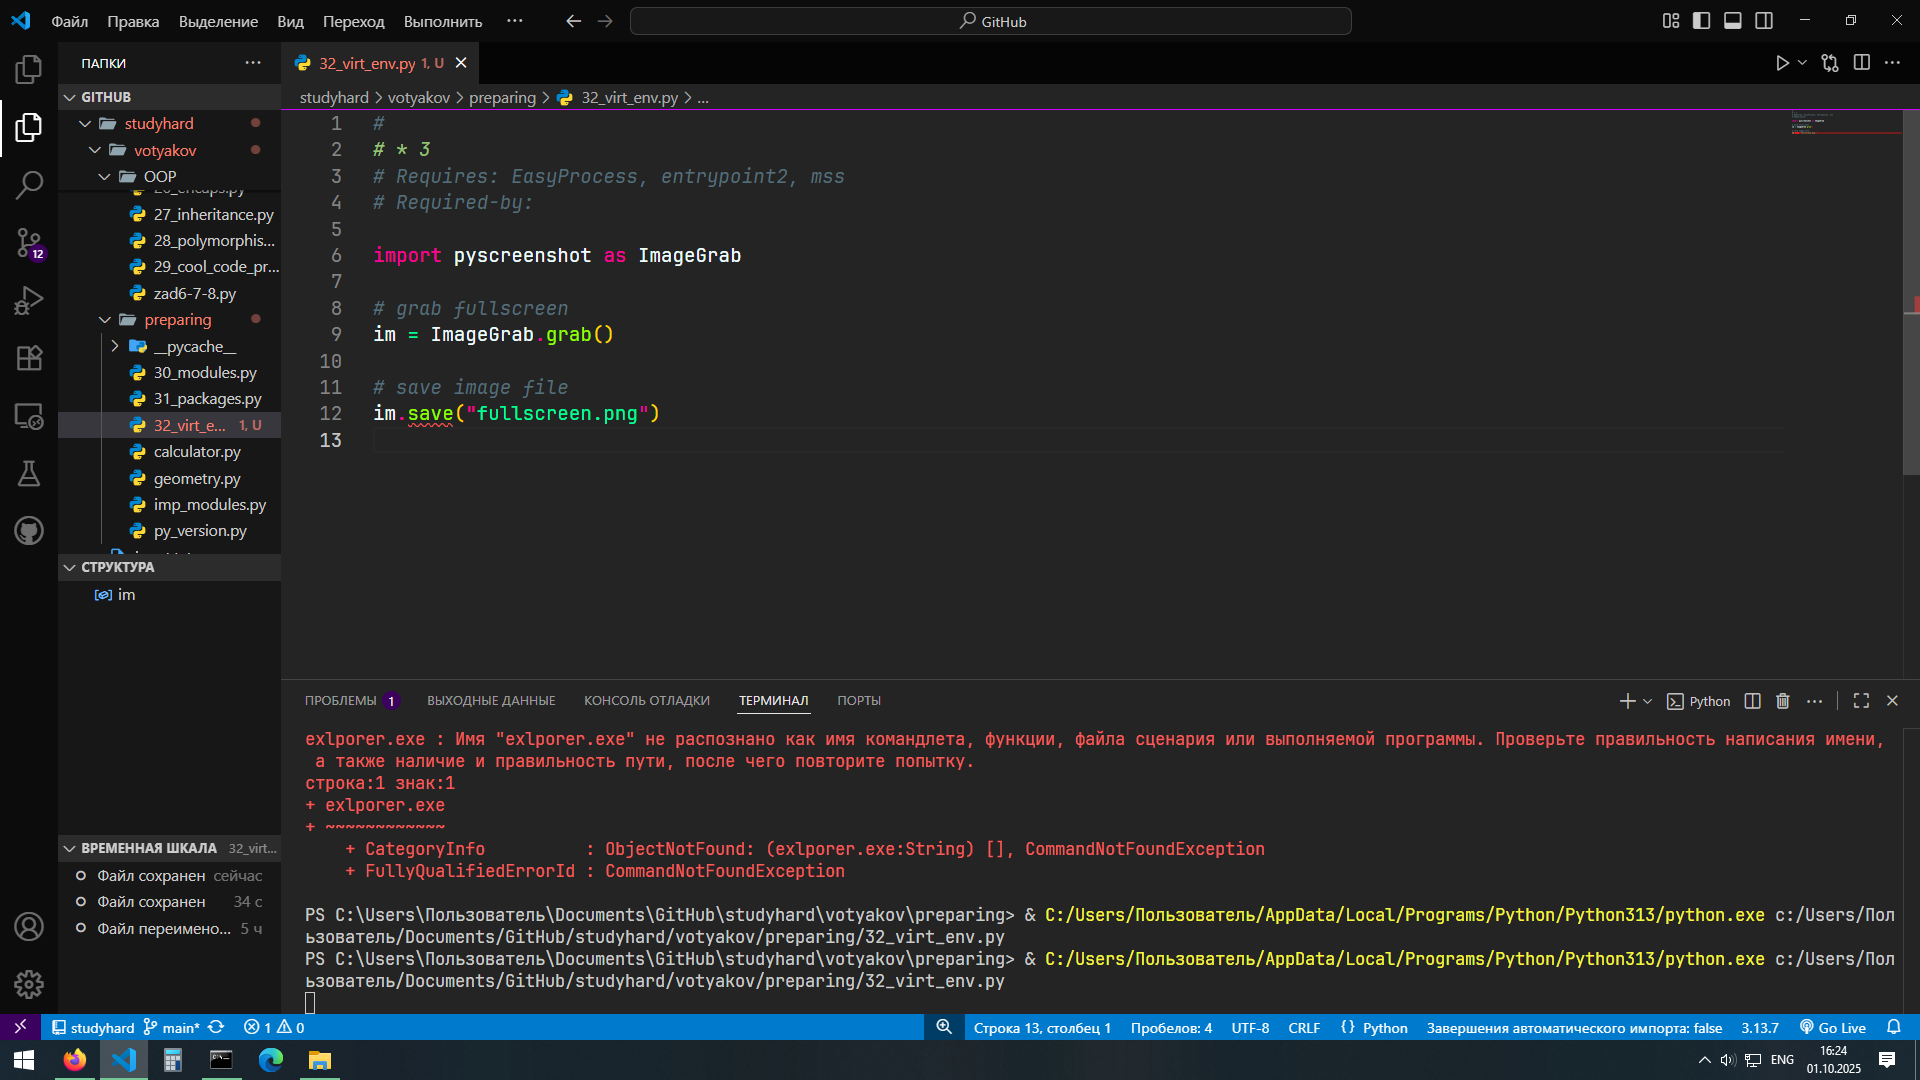 Файл Правка Выделение Вид Переход Выполнить ···
GitHub
ПАПКИ
GITHUB
studyhard
votyakov
OOP
26_encaps.py
27_inheritance.py
28_polymorphis...
29_cool_code_pr...
zad6-7-8.py
preparing
__pycache__
30_modules.py
31_packages.py
32_virt_e... 1, U
calculator.py
geometry.py
imp_modules.py
py_version.py
СТРУКТУРА
im
ВРЕМЕННАЯ ШКАЛА 32_virt...
Файл сохранен сейчас
Файл сохранен 34 с
Файл переимено... 5 ч
12
32_virt_env.py 1, U
studyhard > votyakov > preparing > 32_virt_env.py > ...
1 #
2 # * 3
3 # Requires: EasyProcess, entrypoint2, mss
4 # Required-by:
5
6 import pyscreenshot as ImageGrab
7
8 # grab fullscreen
9 im = ImageGrab.grab()
10
11 # save image file
12 im.save("fullscreen.png")
13
ПРОБЛЕМЫ 1 ВЫХОДНЫЕ ДАННЫЕ КОНСОЛЬ ОТЛАДКИ ТЕРМИНАЛ ПОРТЫ
Python
exlporer.exe : Имя "exlporer.exe" не распознано как имя командлета, функции, файла сценария или выполняемой программы. Проверьте правильность написания имени,
а также наличие и правильность пути, после чего повторите попытку.
строка:1 знак:1
+ exlporer.exe
+ ~~~~~~~~~~~~
+ CategoryInfo : ObjectNotFound: (exlporer.exe:String) [], CommandNotFoundException
+ FullyQualifiedErrorId : CommandNotFoundException
PS C:\Users\Пользователь\Documents\GitHub\studyhard\votyakov\preparing> & C:/Users/Пользователь/AppData/Local/Programs/Python/Python313/python.exe c:/Users/Пол
ьзователь/Documents/GitHub/studyhard/votyakov/preparing/32_virt_env.py
PS C:\Users\Пользователь\Documents\GitHub\studyhard\votyakov\preparing> & C:/Users/Пользователь/AppData/Local/Programs/Python/Python313/python.exe c:/Users/Пол
ьзователь/Documents/GitHub/studyhard/votyakov/preparing/32_virt_env.py
studyhard main* 1 0 Строка 13, столбец 1 Пробелов: 4 UTF-8 CRLF {} Python Завершения автоматического импорта: false 3.13.7 Go Live
ENG 16:24
01.10.2025